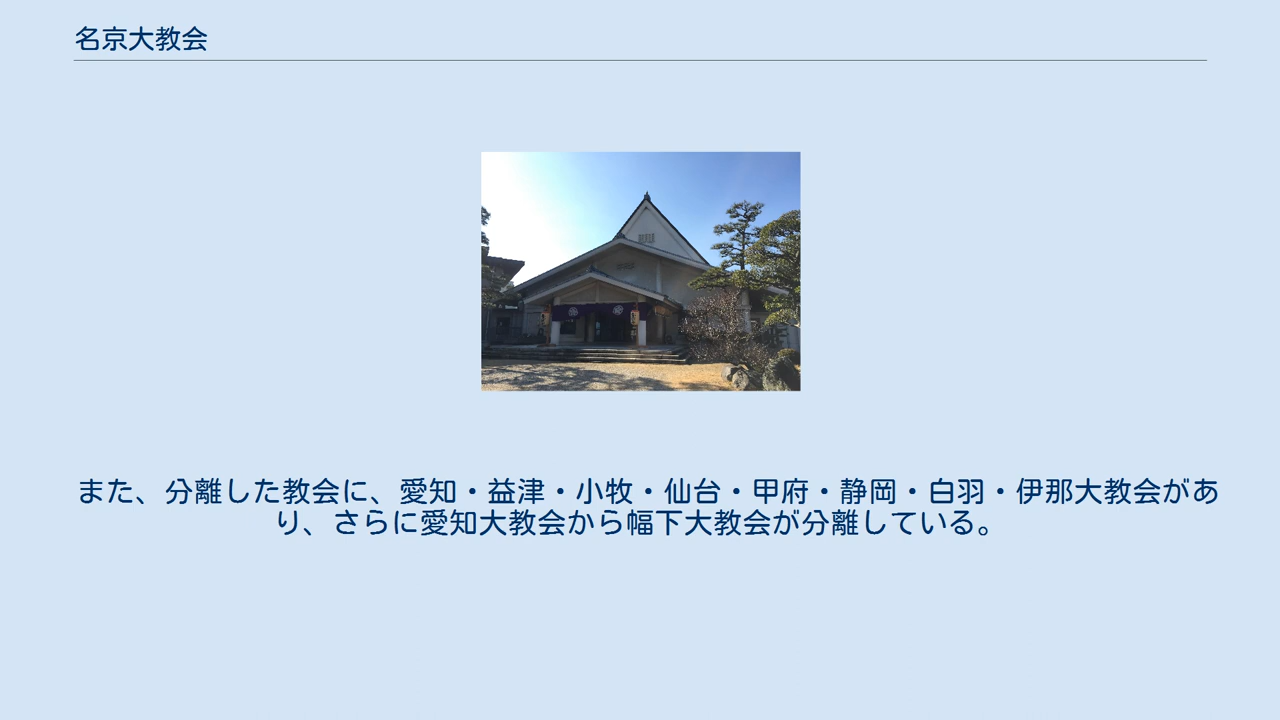 名京大教会
また、分離した教会に、愛知・益津・小牧・仙台・甲府・静岡・白羽・伊那大教会があ
り、さらに愛知大教会から幅下大教会が分離している。